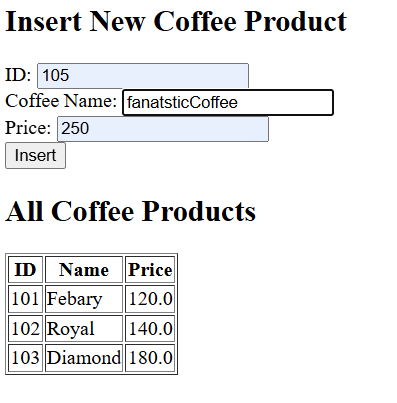 Insert New Coffee Product
ID: 105
Coffee Name: fanatsticCoffee
Price: 250
Insert
All Coffee Products
ID Name Price
101 Febary 120.0
102 Royal 140.0
103 Diamond 180.0